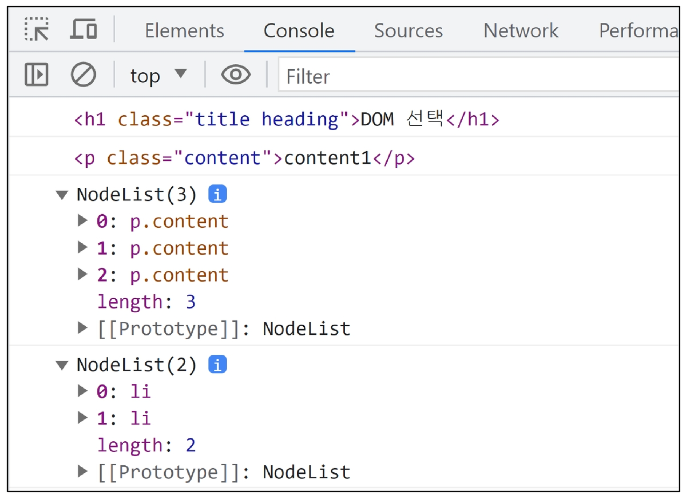 Elements Console Sources Network Performa
top ▼ Filter
<h1 class="title heading">DOM 선택</h1>
<p class="content">content1</p>
▼ NodeList(3) i
▶ 0: p.content
▶ 1: p.content
▶ 2: p.content
length: 3
▶ [[Prototype]]: NodeList
▼ NodeList(2) i
▶ 0: li
▶ 1: li
length: 2
▶ [[Prototype]]: NodeList